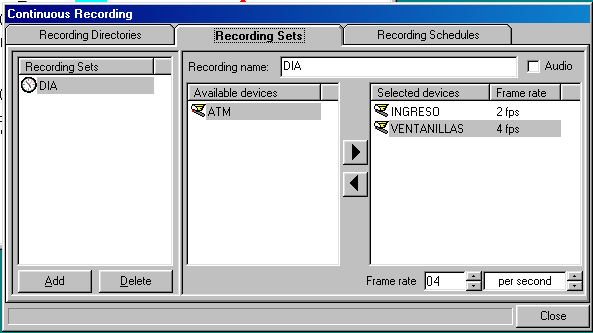 Continuous Recording
Recording Directories
Recording Sets
Recording Schedules
Recording Sets
DIA
Add
Delete
Recording name: DIA
Audio
Available devices
ATM
Selected devices Frame rate
INGRESO 2 fps
VENTANILLAS 4 fps
Frame rate 04 per second
Close